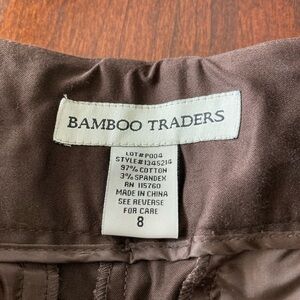 BAMBOO TRADERS
LOT#P004
STYLE#1345214
97% COTTON
3% SPANDEX
RN 115760
MADE IN CHINA
SEE REVERSE
FOR CARE
8